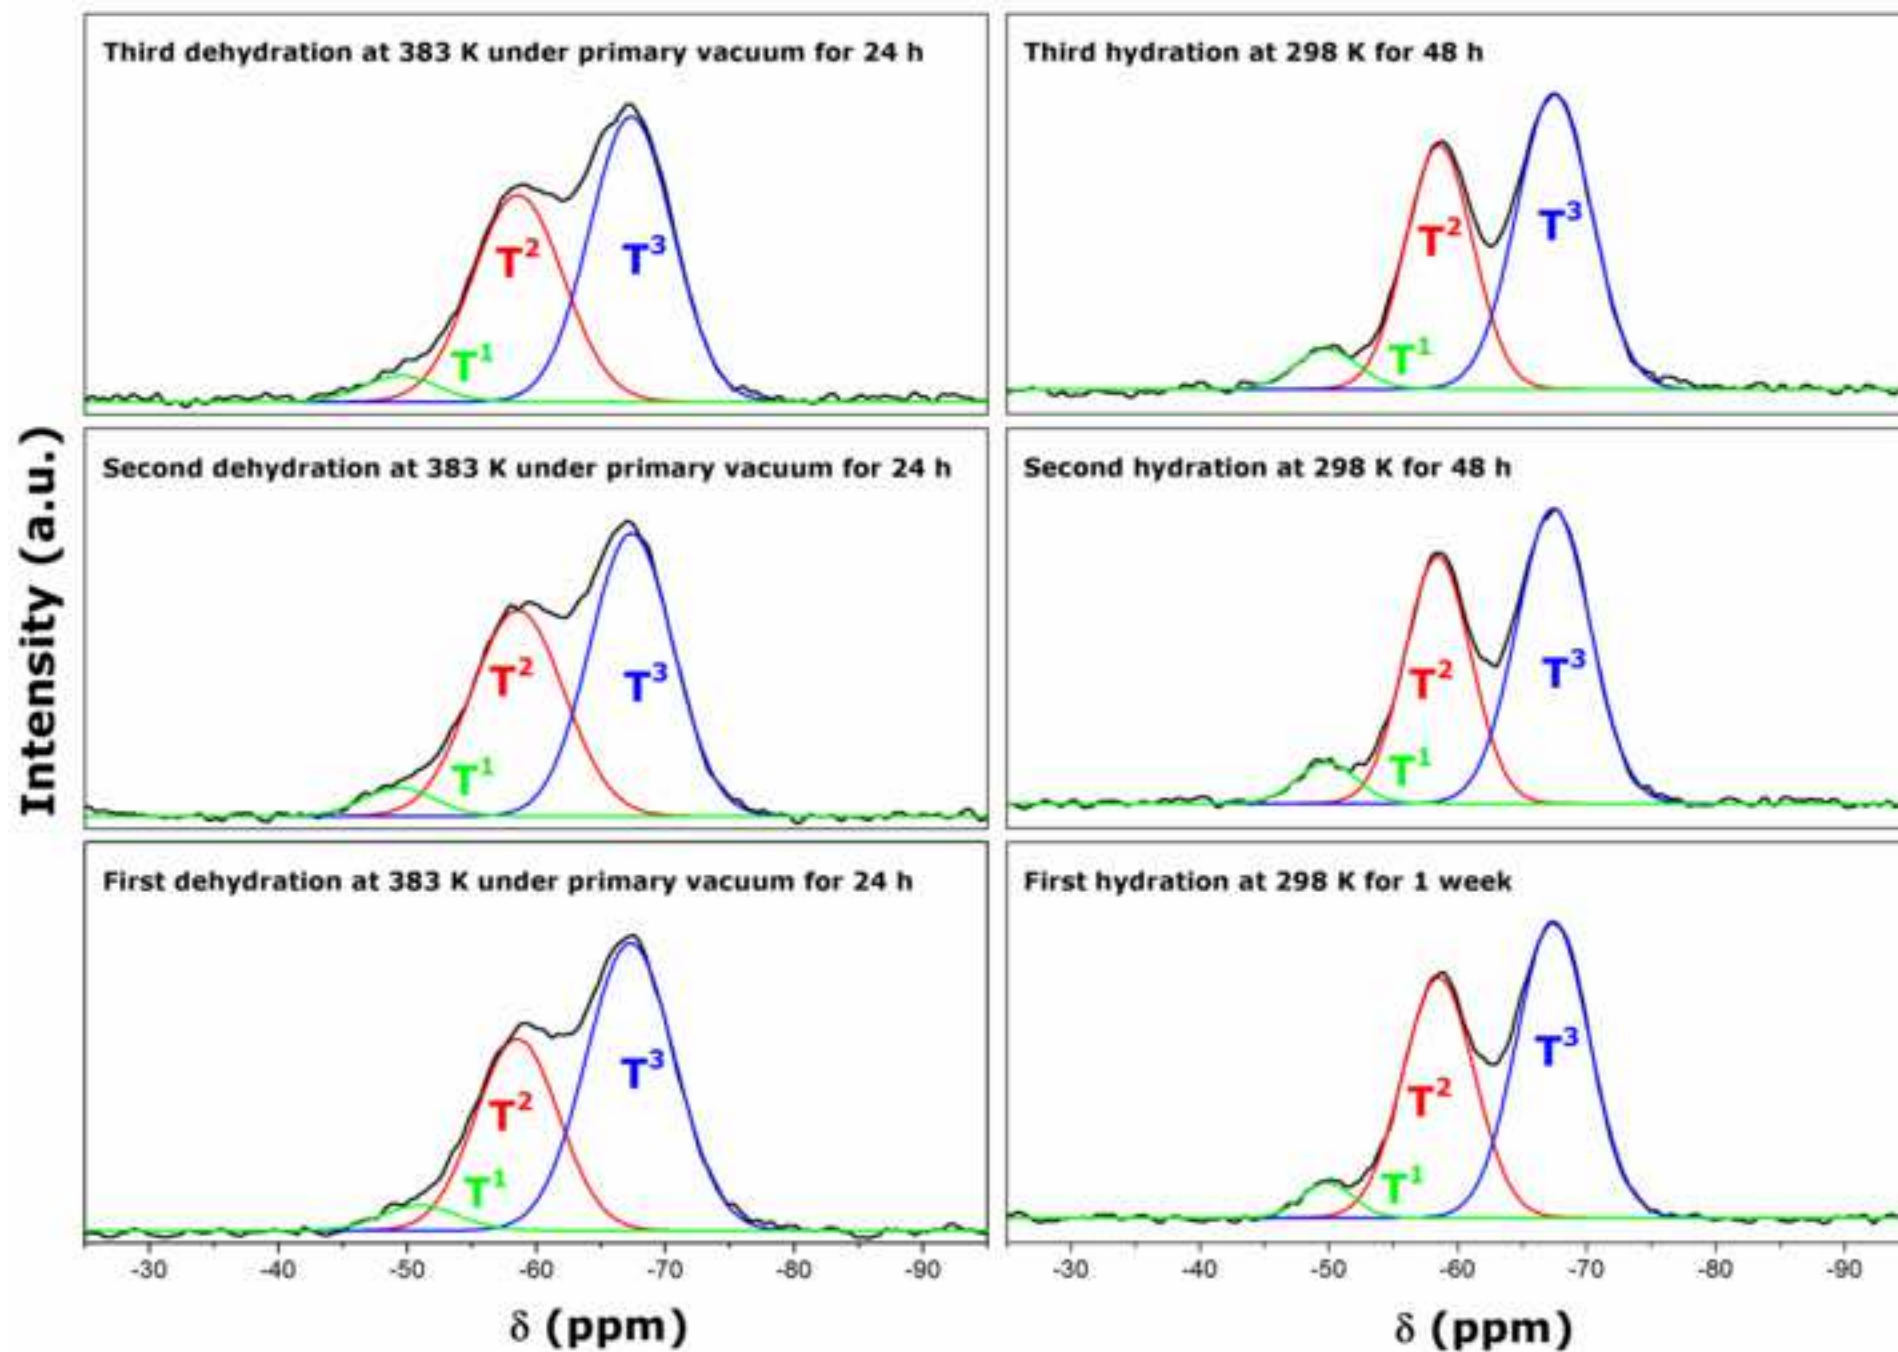 Third dehydration at 383 K under primary vacuum for 24 h
T²
T³
T¹
Third hydration at 298 K for 48 h
T²
T³
T¹
Intensity (a.u.)
Second dehydration at 383 K under primary vacuum for 24 h
T²
T³
T¹
Second hydration at 298 K for 48 h
T²
T³
T¹
First dehydration at 383 K under primary vacuum for 24 h
T²
T³
T¹
First hydration at 298 K for 1 week
T²
T³
T¹
-30 -40 -50 -60 -70 -80 -90
-30 -40 -50 -60 -70 -80 -90
δ (ppm)
δ (ppm)